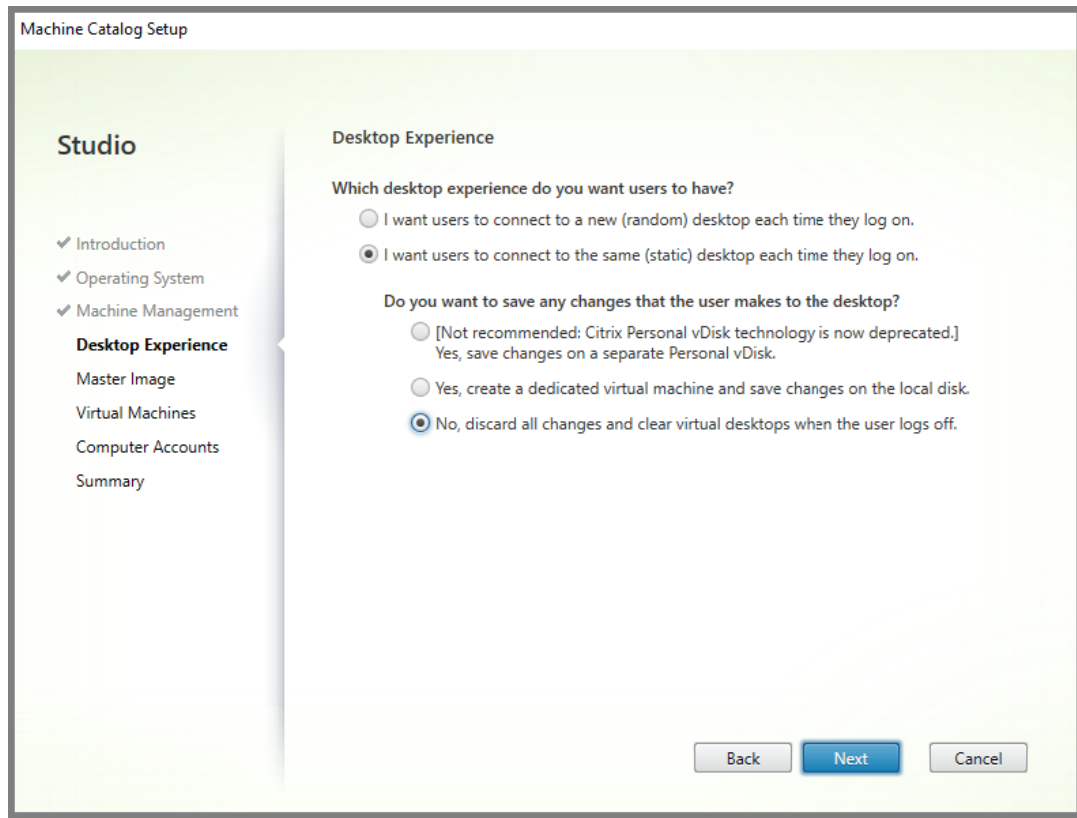 Machine Catalog Setup
Studio
Introduction
Operating System
Machine Management
Desktop Experience
Master Image
Virtual Machines
Computer Accounts
Summary
Desktop Experience
Which desktop experience do you want users to have?
I want users to connect to a new (random) desktop each time they log on.
I want users to connect to the same (static) desktop each time they log on.
Do you want to save any changes that the user makes to the desktop?
[Not recommended: Citrix Personal vDisk technology is now deprecated.]
Yes, save changes on a separate Personal vDisk.
Yes, create a dedicated virtual machine and save changes on the local disk.
No, discard all changes and clear virtual desktops when the user logs off.
Back
Next
Cancel